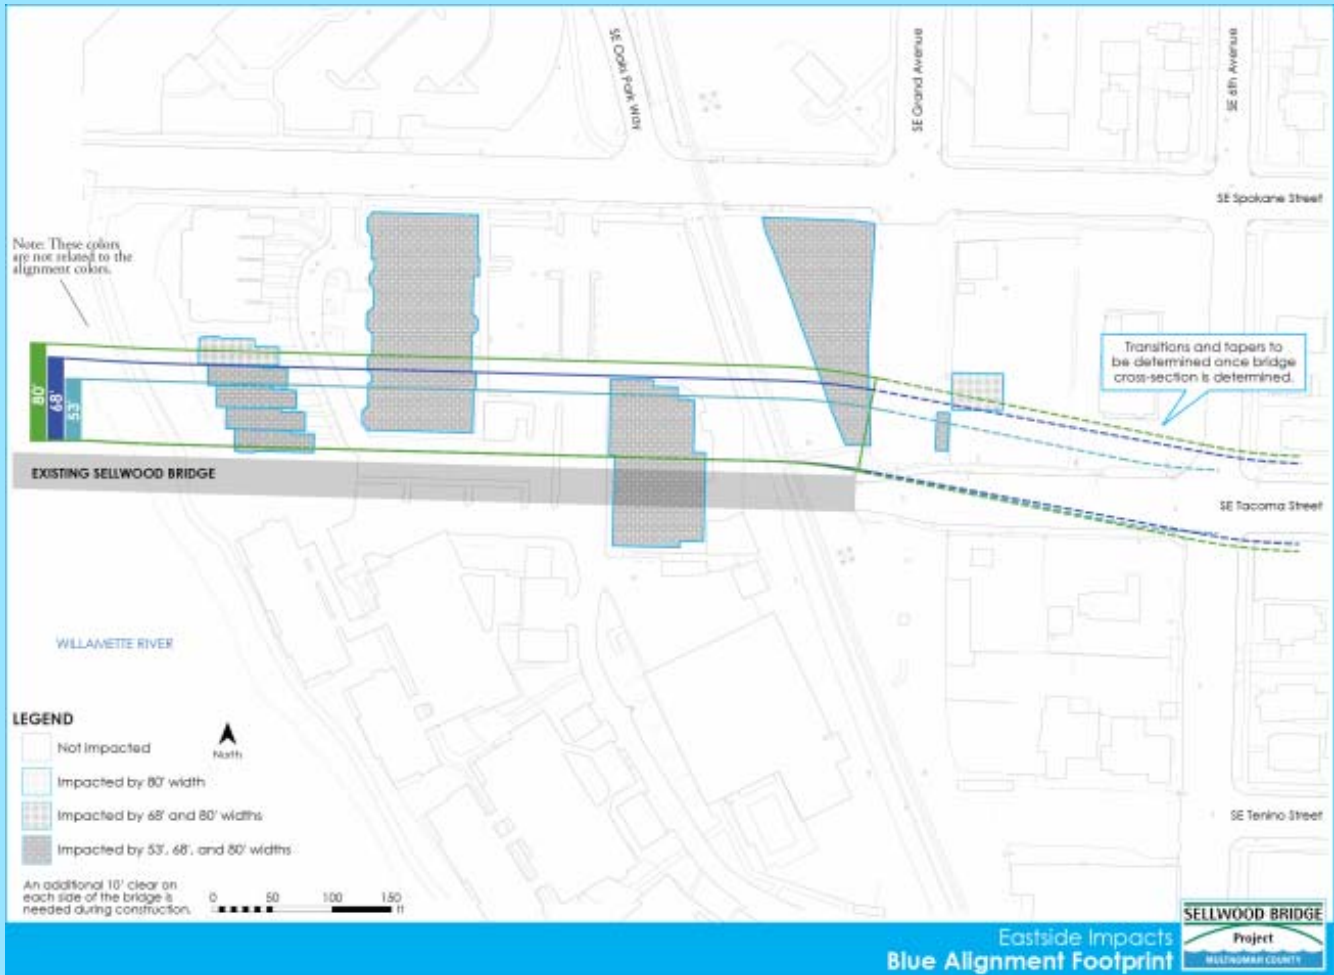 SE Oaks Park Way
SE Grand Avenue
SE 6th Avenue
SE Spokane Street
Note: These colors
are not related to the
alignment colors.
80'
68'
53'
Transitions and tapers to
be determined once bridge
cross-section is determined.
EXISTING SELLWOOD BRIDGE
SE Tacoma Street
WILLAMETTE RIVER
LEGEND
Not impacted
North
Impacted by 80' width
Impacted by 68' and 80' widths
Impacted by 53', 68', and 80' widths
SE Tenino Street
An additional 10' clear on
each side of the bridge is
needed during construction.
0 50 100 150
ft
Eastside Impacts
Blue Alignment Footprint
SELLWOOD BRIDGE
Project
MULTNOMAH COUNTY